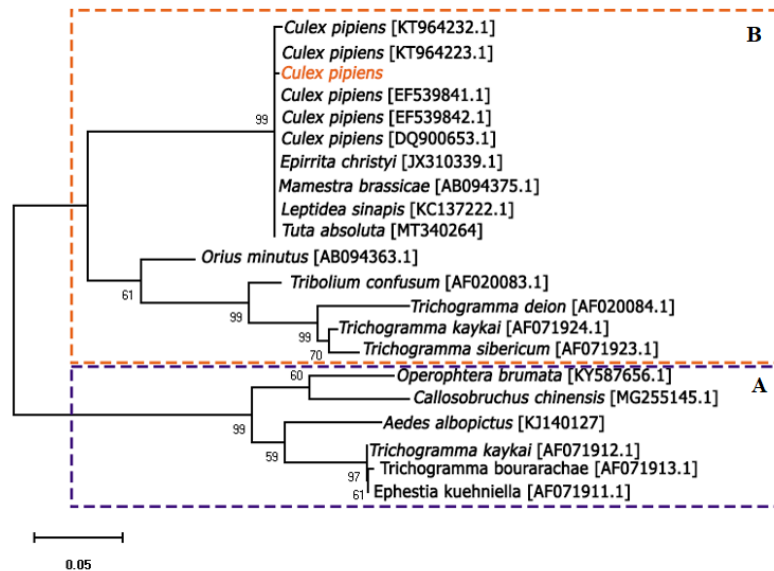 B
Culex pipiens [KT964232.1]
Culex pipiens [KT964223.1]
Culex pipiens
Culex pipiens [EF539841.1]
99
Culex pipiens [EF539842.1]
Culex pipiens [DQ900653.1]
Epirrita christyi [JX310339.1]
Mamestra brassicae [AB094375.1]
Leptidea sinapis [KC137222.1]
Tuta absoluta [MT340264]
Orius minutus [AB094363.1]
61
Tribolium confusum [AF020083.1]
99
Trichogramma deion [AF020084.1]
99
Trichogramma kaykai [AF071924.1]
70
Trichogramma sibericum [AF071923.1]
A
60
Operophtera brumata [KY587656.1]
Callosobruchus chinensis [MG255145.1]
99
Aedes albopictus [KJ140127]
59
Trichogramma kaykai [AF071912.1]
97
Trichogramma bourarachae [AF071913.1]
61
Ephestia kuehniella [AF071911.1]
0.05